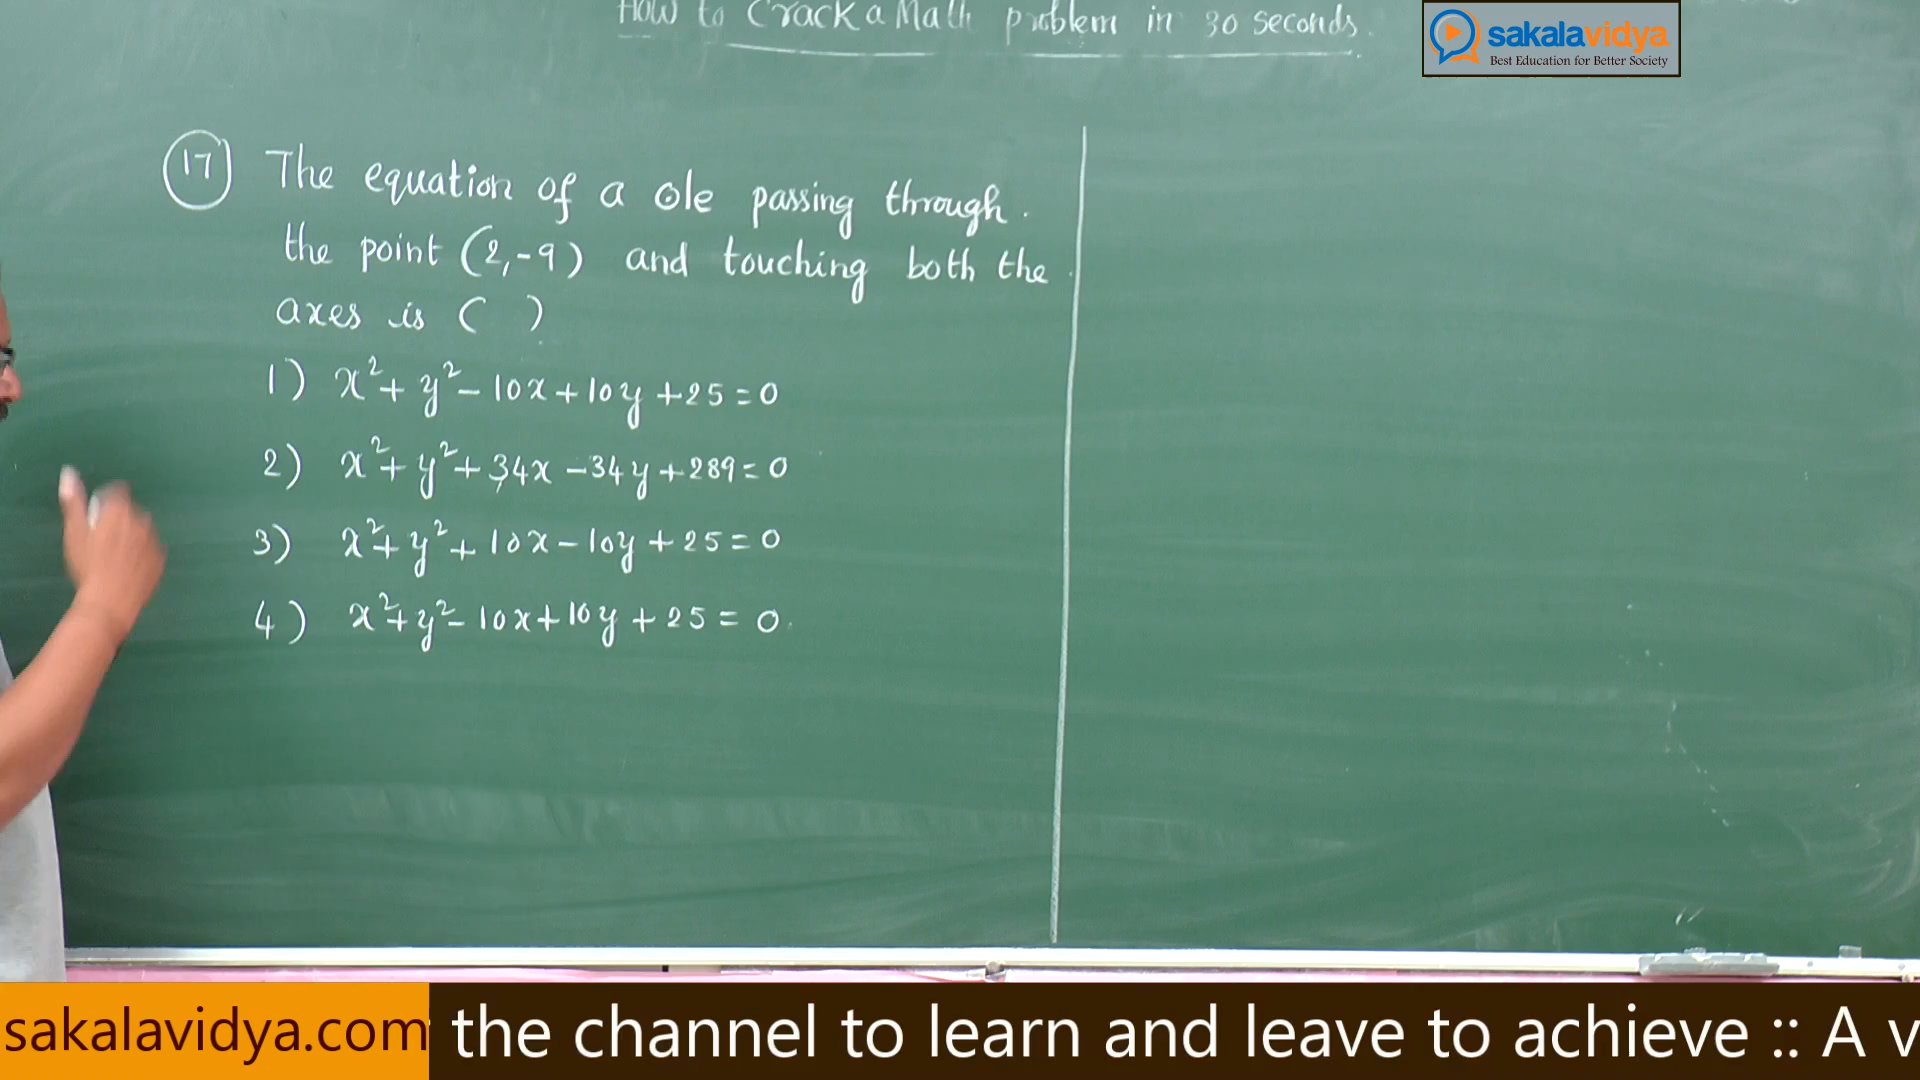 How to Crack a Math problem in 30 seconds.
sakalavidya
Best Education for Better Society
17 The equation of a ole passing through.
the point (2,-9) and touching both the
axes is ( )
1) x²+y²-10x+10y+25=0
2) x²+y²+34x-34y+289=0
3) x²+y²+10x-10y+25=0
4) x²+y²-10x+10y+25=0.
sakalavidya.com the channel to learn and leave to achieve :: A v